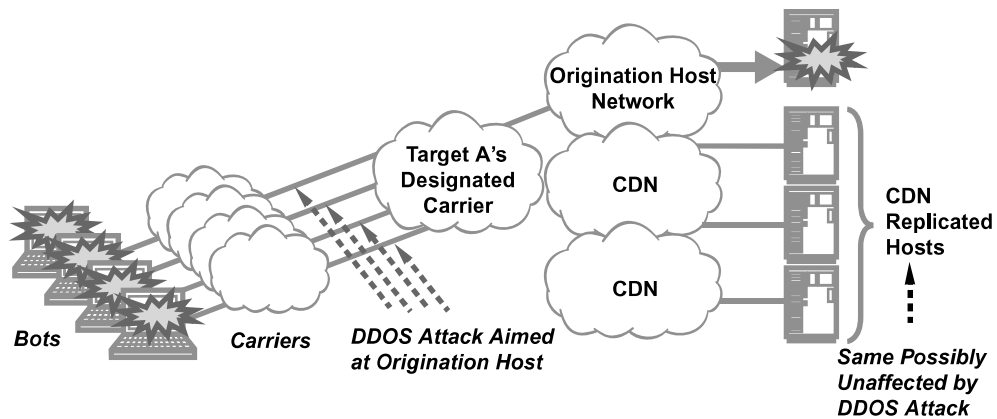 Origination Host
Network
Target A's
Designated
Carrier
CDN
CDN
CDN
Replicated
Hosts
Bots
Carriers
DDOS Attack Aimed
at Origination Host
Same Possibly
Unaffected by
DDOS Attack